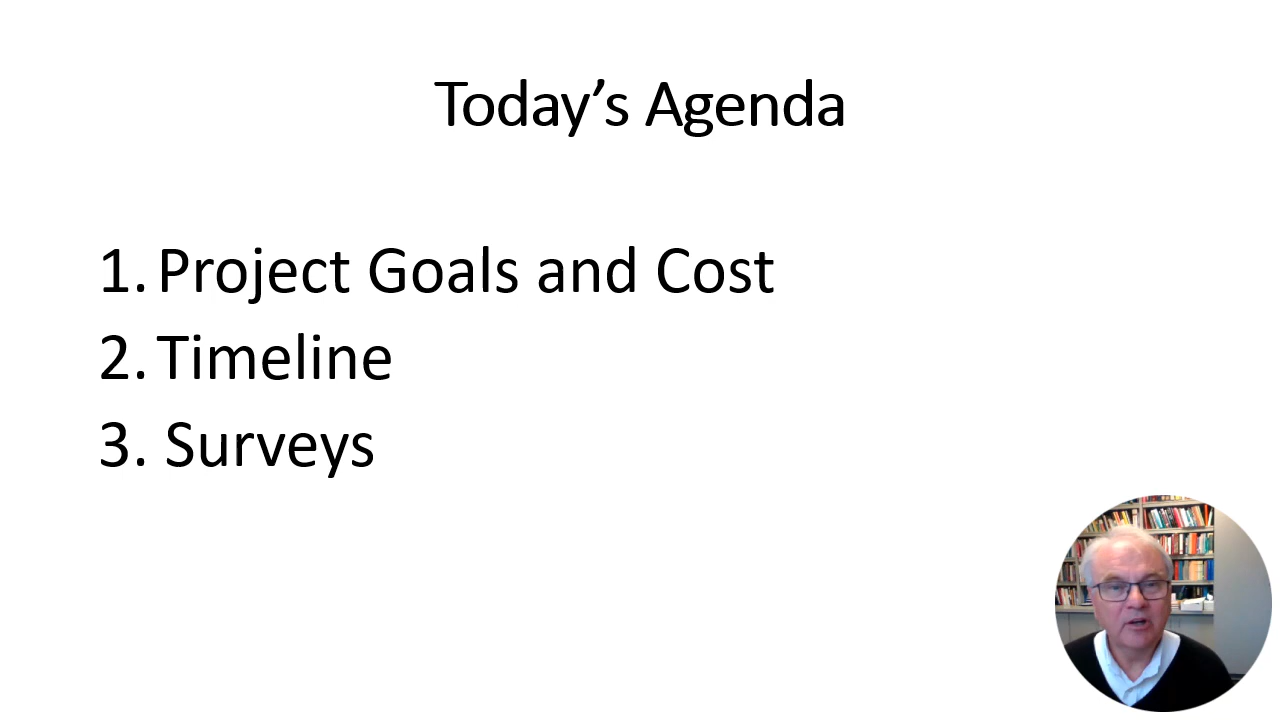 Today’s Agenda
1. Project Goals and Cost
2. Timeline
3. Surveys